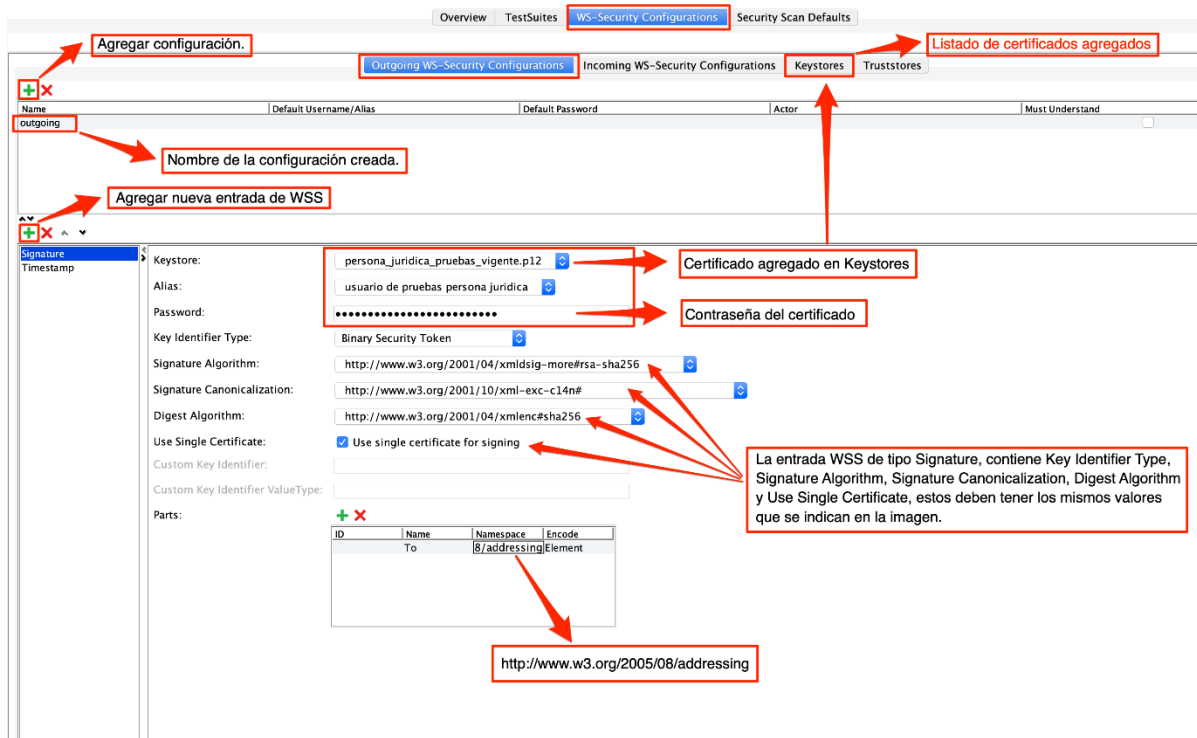 Overview TestSuites WS-Security Configurations Security Scan Defaults
Agregar configuración.
Listado de certificados agregados
Outgoing WS-Security Configurations Incoming WS-Security Configurations Keystores Truststores
Name Default Username/Alias Default Password Actor Must Understand
outgoing
Nombre de la configuración creada.
Agregar nueva entrada de WSS
Signature
Timestamp
Keystore: persona_juridica_pruebas_vigente.p12
Certificado agregado en Keystores
Alias: usuario de pruebas persona juridica
Password: ••••••••••••••••••••••••••
Contraseña del certificado
Key Identifier Type: Binary Security Token
Signature Algorithm: http://www.w3.org/2001/04/xmldsig-more#rsa-sha256
Signature Canonicalization: http://www.w3.org/2001/10/xml-exc-c14n#
Digest Algorithm: http://www.w3.org/2001/04/xmlenc#sha256
Use Single Certificate: Use single certificate for signing
Custom Key Identifier:
Custom Key Identifier ValueType:
La entrada WSS de tipo Signature, contiene Key Identifier Type,
Signature Algorithm, Signature Canonicalization, Digest Algorithm
y Use Single Certificate, estos deben tener los mismos valores
que se indican en la imagen.
Parts:
ID Name Namespace Encode
To 8/addressing Element
http://www.w3.org/2005/08/addressing